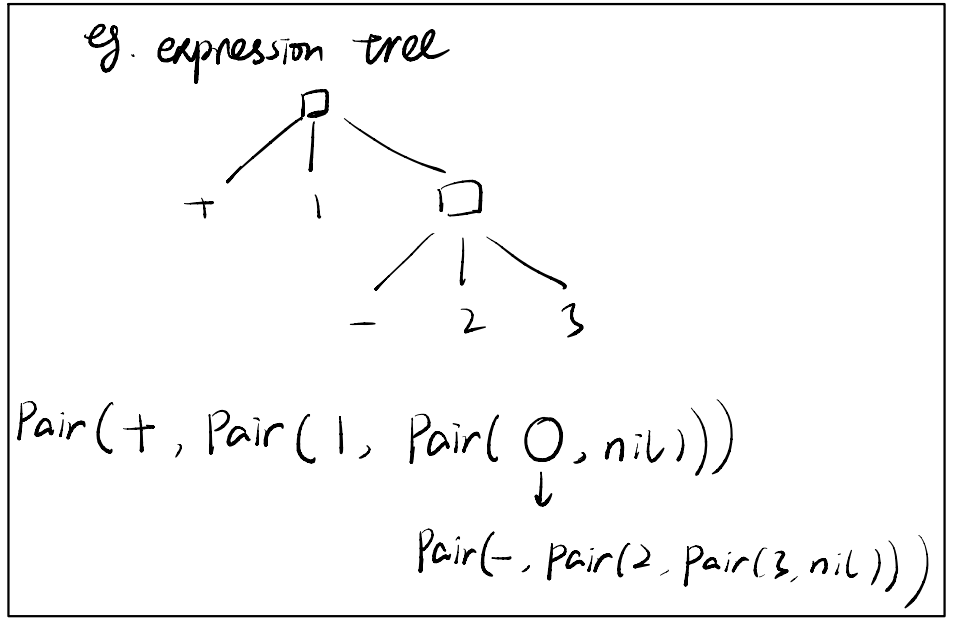 eg. expression tree
+ 1
- 2 3
Pair(+, Pair(1, Pair(O, nil)))
↓
Pair(-, Pair(2, Pair(3, nil))))